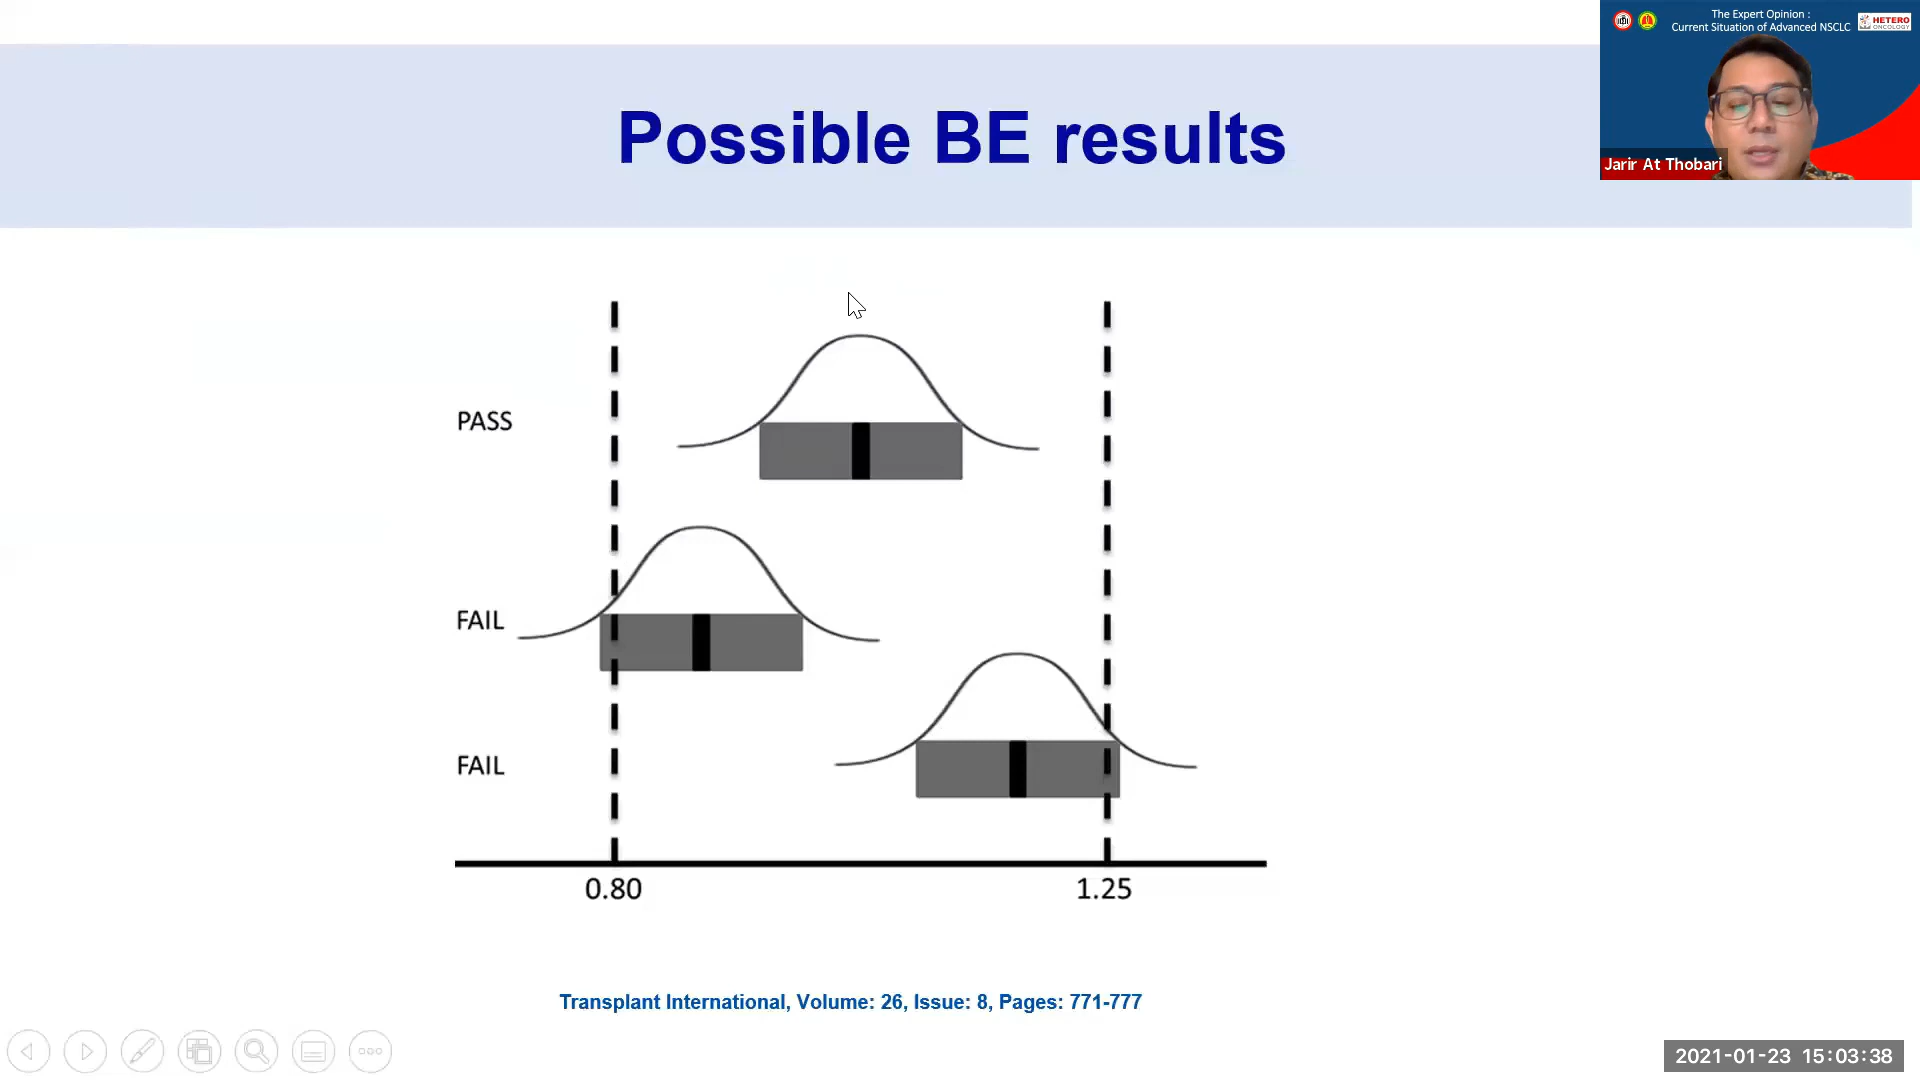 The Expert Opinion :
Current Situation of Advanced NSCLC
HETERO
ONCOLOGY
Jarir At Thobari
Possible BE results
PASS
FAIL
FAIL
0.80
1.25
Transplant International, Volume: 26, Issue: 8, Pages: 771-777
2021-01-23 15:03:38